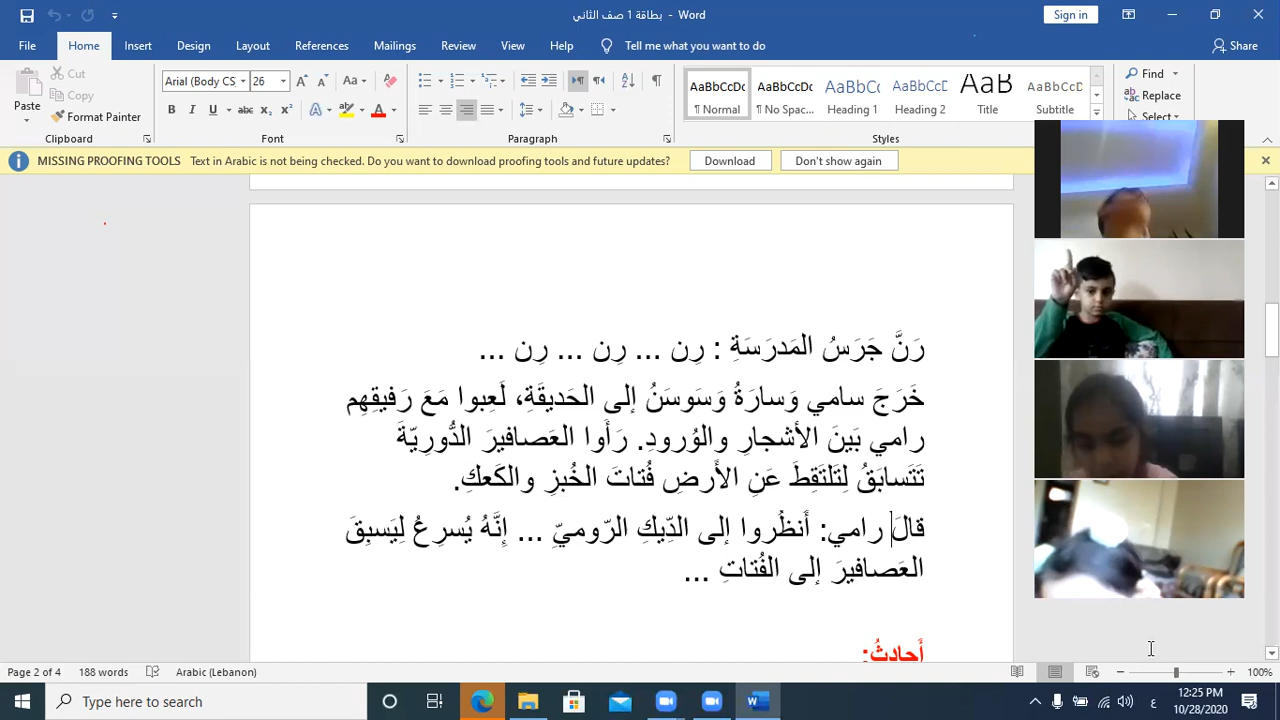 بطاقة 1 صف الثاني - Word
Sign in
File Home Insert Design Layout References Mailings Review View Help Tell me what you want to do Share
Paste
Cut
Copy
Format Painter
Clipboard
Arial (Body CS) 26
Font
Paragraph
AaBbCcDc AaBbCcDc AaBbCc AaBbCcC AaB AaBbCcD
¶ Normal ¶ No Spac... Heading 1 Heading 2 Title Subtitle
Styles
Find
Replace
Select
MISSING PROOFING TOOLS Text in Arabic is not being checked. Do you want to download proofing tools and future updates? Download Don't show again
رَنَّ جَرَسُ المَدرَسَةِ : رِن ... رِن ... رِن ...
خَرَجَ سامي وَسارَةُ وَسَوسَنُ إلى الحَديقَةِ، لَعِبوا مَعَ رَفيقِهِم
رامي بَينَ الأشجارِ والوُرودِ. رَأَوا العَصافيرَ الدُّورِيّةَ
تَتَسابَقُ لِتَلتَقِطَ عَنِ الأَرضِ فُتاتَ الخُبزِ والكَعكِ.
قالَ رامي: أَنظُروا إلى الدِّيكِ الرّوميِّ ... إنَّهُ يُسرِعُ لِيَسبِقَ
العَصافيرَ إلى الفُتاتِ ...
أَحادِثُ:
Page 2 of 4 188 words Arabic (Lebanon) 100%
Type here to search
ع
12:25 PM
10/28/2020